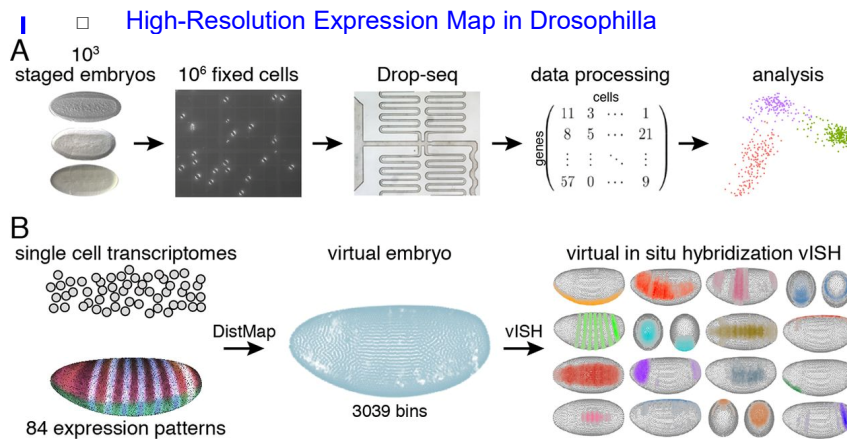 High-Resolution Expression Map in Drosophilla
A
10³
staged embryos
10⁶ fixed cells
Drop-seq
data processing
analysis
cells
genes
11 3 ⋯ 1
8 5 ⋯ 21
⋮ ⋮ ⋱ ⋮
57 0 ⋯ 9
B
single cell transcriptomes
virtual embryo
virtual in situ hybridization vISH
DistMap
vISH
3039 bins
84 expression patterns